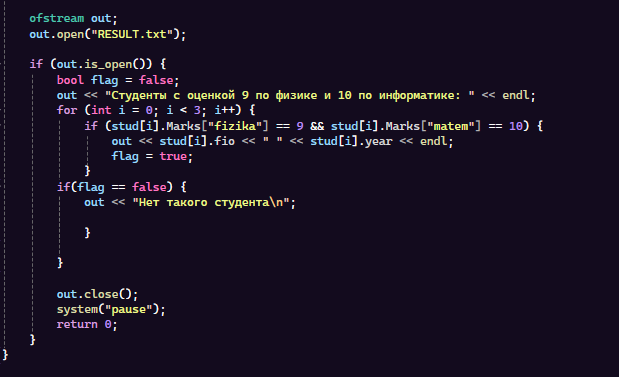 ofstream out;
out.open("RESULT.txt");
if (out.is_open()) {
bool flag = false;
out << "Студенты с оценкой 9 по физике и 10 по информатике: " << endl;
for (int i = 0; i < 3; i++) {
if (stud[i].Marks["fizika"] == 9 && stud[i].Marks["matem"] == 10) {
out << stud[i].fio << " " << stud[i].year << endl;
flag = true;
}
if(flag == false) {
out << "Нет такого студента\n";
}
}
out.close();
system("pause");
return 0;
}
}